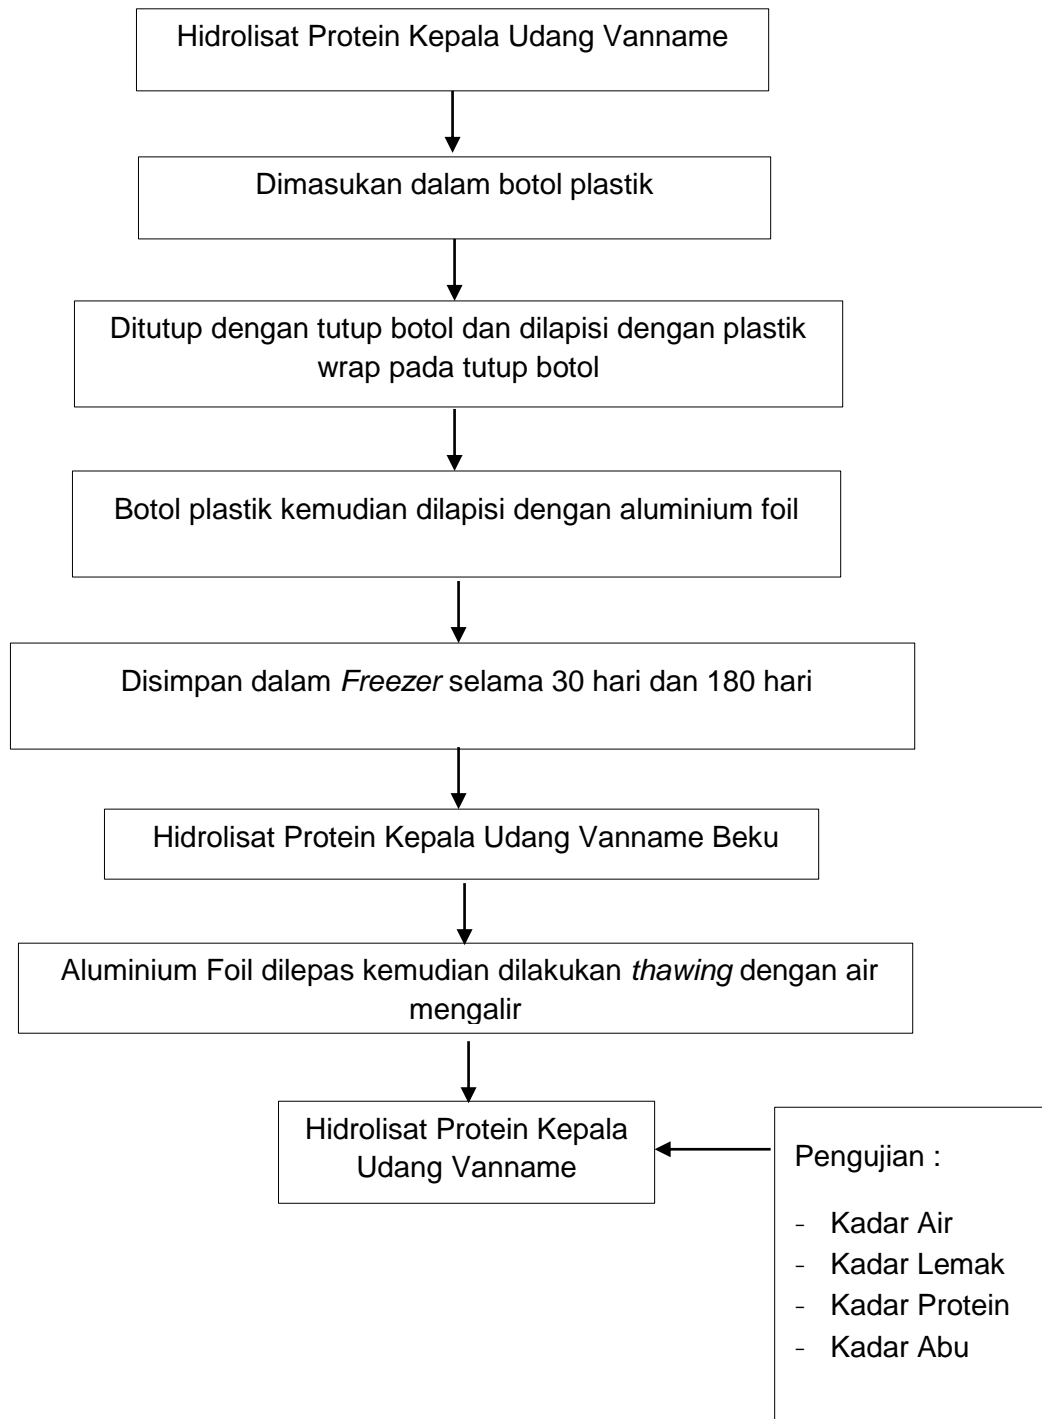 Hidrolisat Protein Kepala Udang Vanname
Dimasukan dalam botol plastik
Ditutup dengan tutup botol dan dilapisi dengan plastik
wrap pada tutup botol
Botol plastik kemudian dilapisi dengan aluminium foil
Disimpan dalam Freezer selama 30 hari dan 180 hari
Hidrolisat Protein Kepala Udang Vanname Beku
Aluminium Foil dilepas kemudian dilakukan thawing dengan air
mengalir
Hidrolisat Protein Kepala
Udang Vanname
Pengujian :
- Kadar Air
- Kadar Lemak
- Kadar Protein
- Kadar Abu